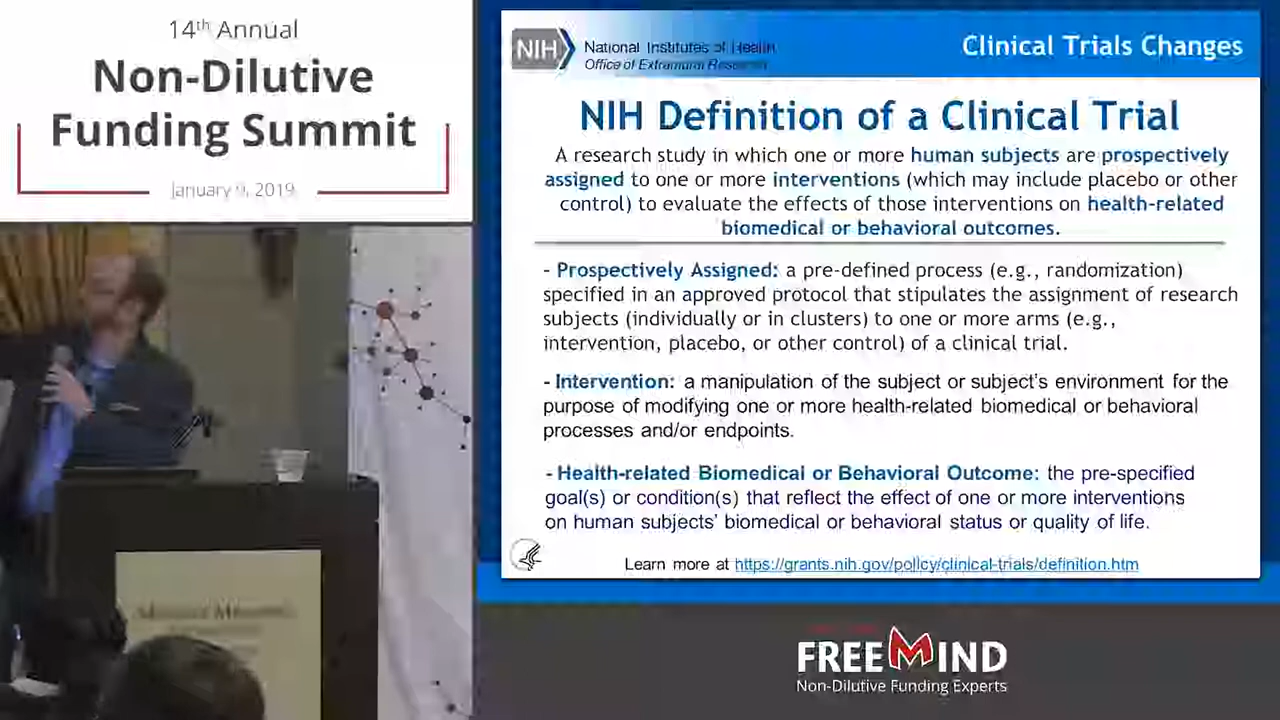 14th Annual
Non-Dilutive
Funding Summit
January 9, 2019
NIH
National Institutes of Health
Office of Extramural Research
Clinical Trials Changes
NIH Definition of a Clinical Trial
A research study in which one or more human subjects are prospectively
assigned to one or more interventions (which may include placebo or other
control) to evaluate the effects of those interventions on health-related
biomedical or behavioral outcomes.
- Prospectively Assigned: a pre-defined process (e.g., randomization)
specified in an approved protocol that stipulates the assignment of research
subjects (individually or in clusters) to one or more arms (e.g.,
intervention, placebo, or other control) of a clinical trial.
- Intervention: a manipulation of the subject or subject's environment for the
purpose of modifying one or more health-related biomedical or behavioral
processes and/or endpoints.
- Health-related Biomedical or Behavioral Outcome: the pre-specified
goal(s) or condition(s) that reflect the effect of one or more interventions
on human subjects' biomedical or behavioral status or quality of life.
Learn more at https://grants.nih.gov/policy/clinical-trials/definition.htm
FREEMIND
Non-Dilutive Funding Experts